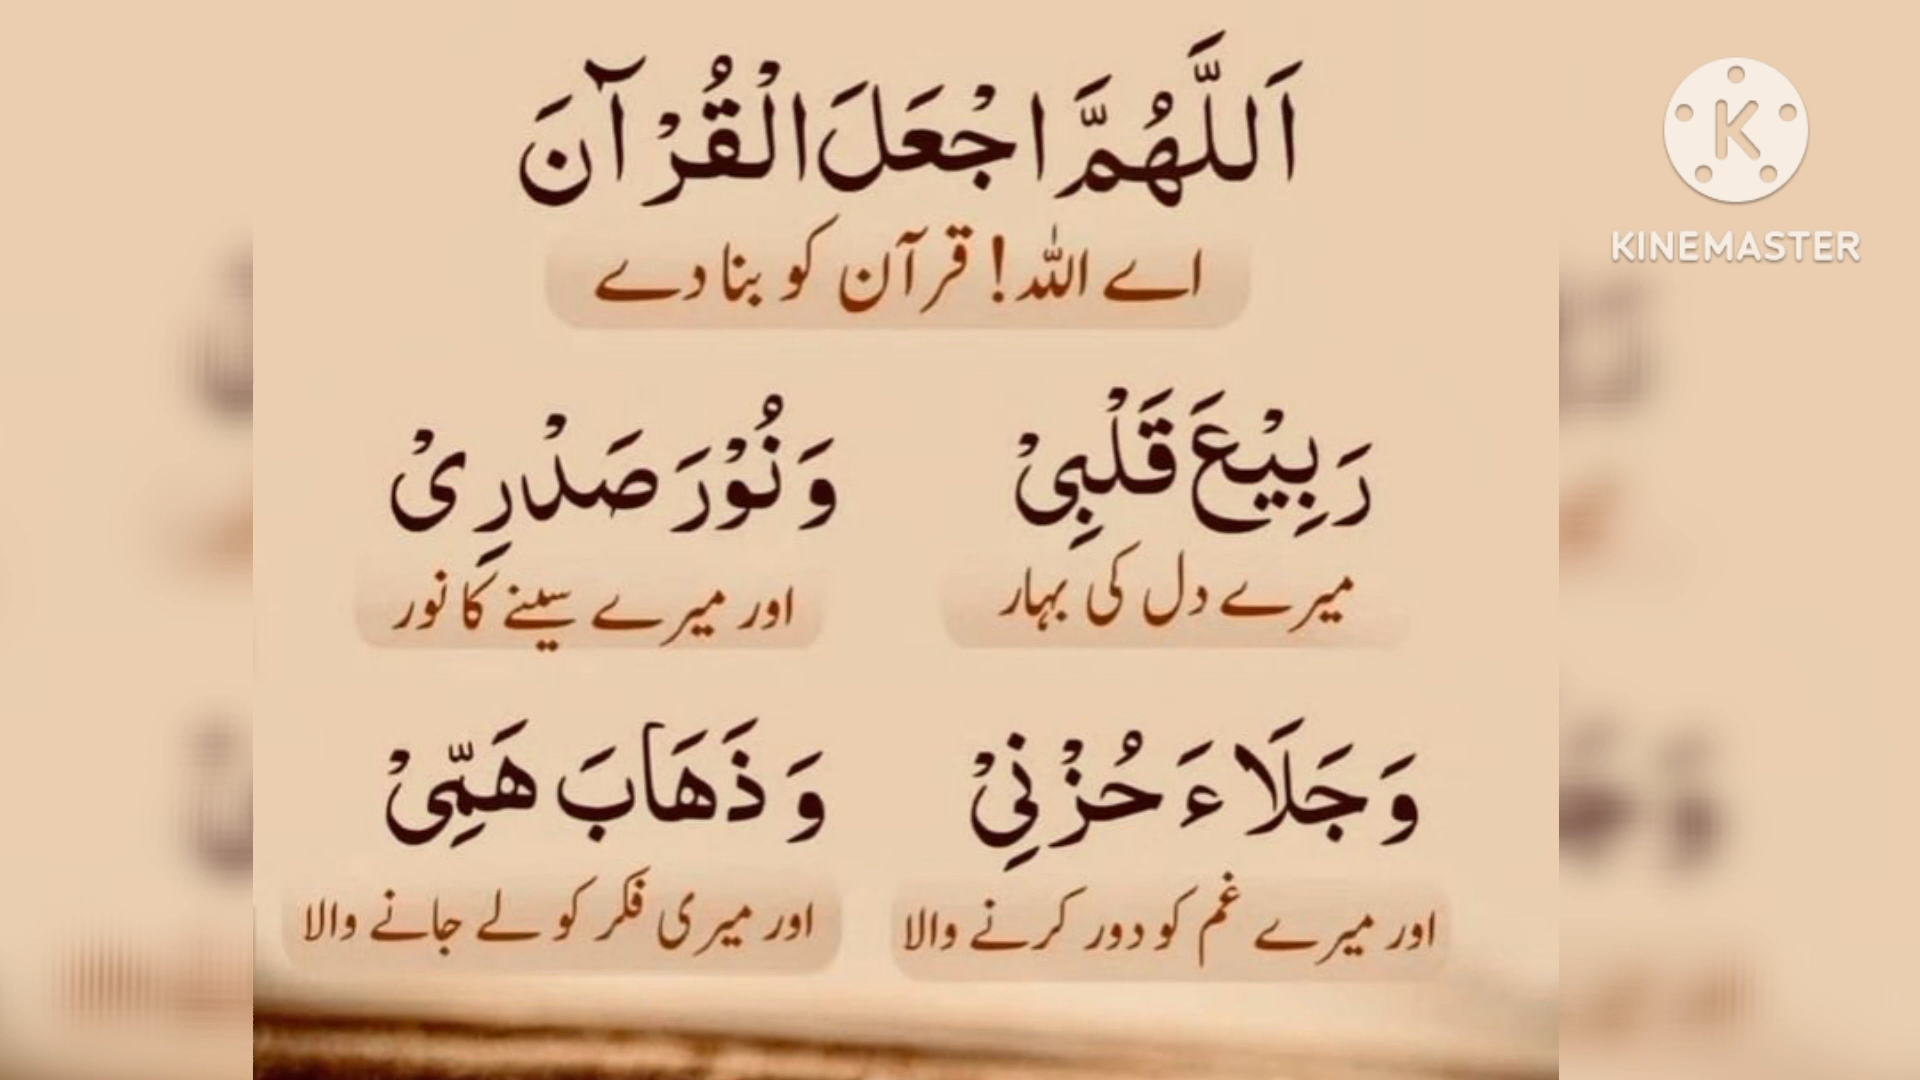 اَللّٰهُمَّ اجْعَلَ الْقُرْآنَ
اے اللہ! قرآن کو بنا دے
رَبِيْعَ قَلْبِيْ
وَنُوْرَ صَدْرِيْ
میرے دل کی بہار
اور میرے سینے کا نور
وَجَلَاءَ حُزْنِيْ
وَذَهَابَ هَمِّيْ
اور میرے غم کو دور کرنے والا
اور میری فکر کو لے جانے والا
K
KINEMASTER